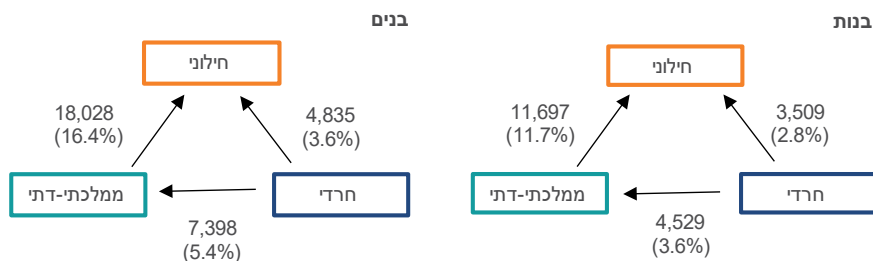 בנים
חילוני
18,028
(16.4%)
4,835
(3.6%)
ממלכתי-דתי
חרדי
7,398
(5.4%)
בנות
חילוני
11,697
(11.7%)
3,509
(2.8%)
ממלכתי-דתי
חרדי
4,529
(3.6%)